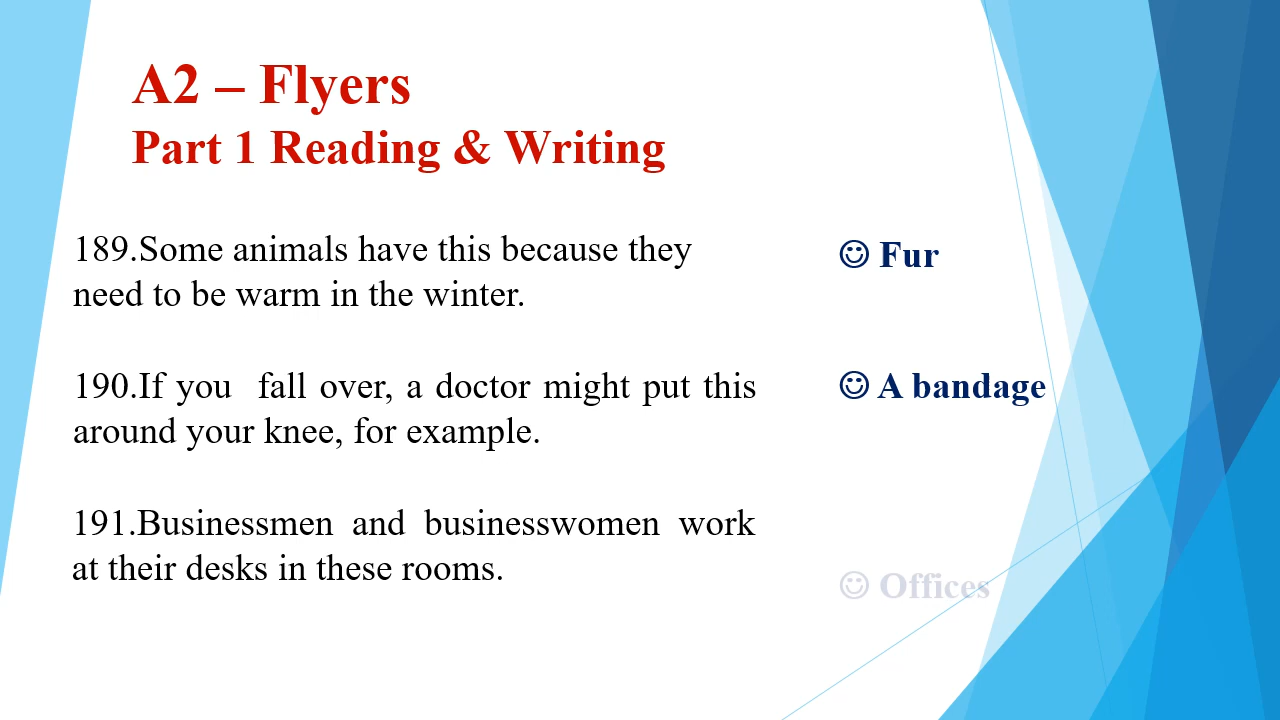 A2 – Flyers
Part 1 Reading & Writing
189.Some animals have this because they
need to be warm in the winter.
☺ Fur
190.If you  fall over, a doctor might put this
around your knee, for example.
☺ A bandage
191.Businessmen and businesswomen work
at their desks in these rooms.
☺ Offices